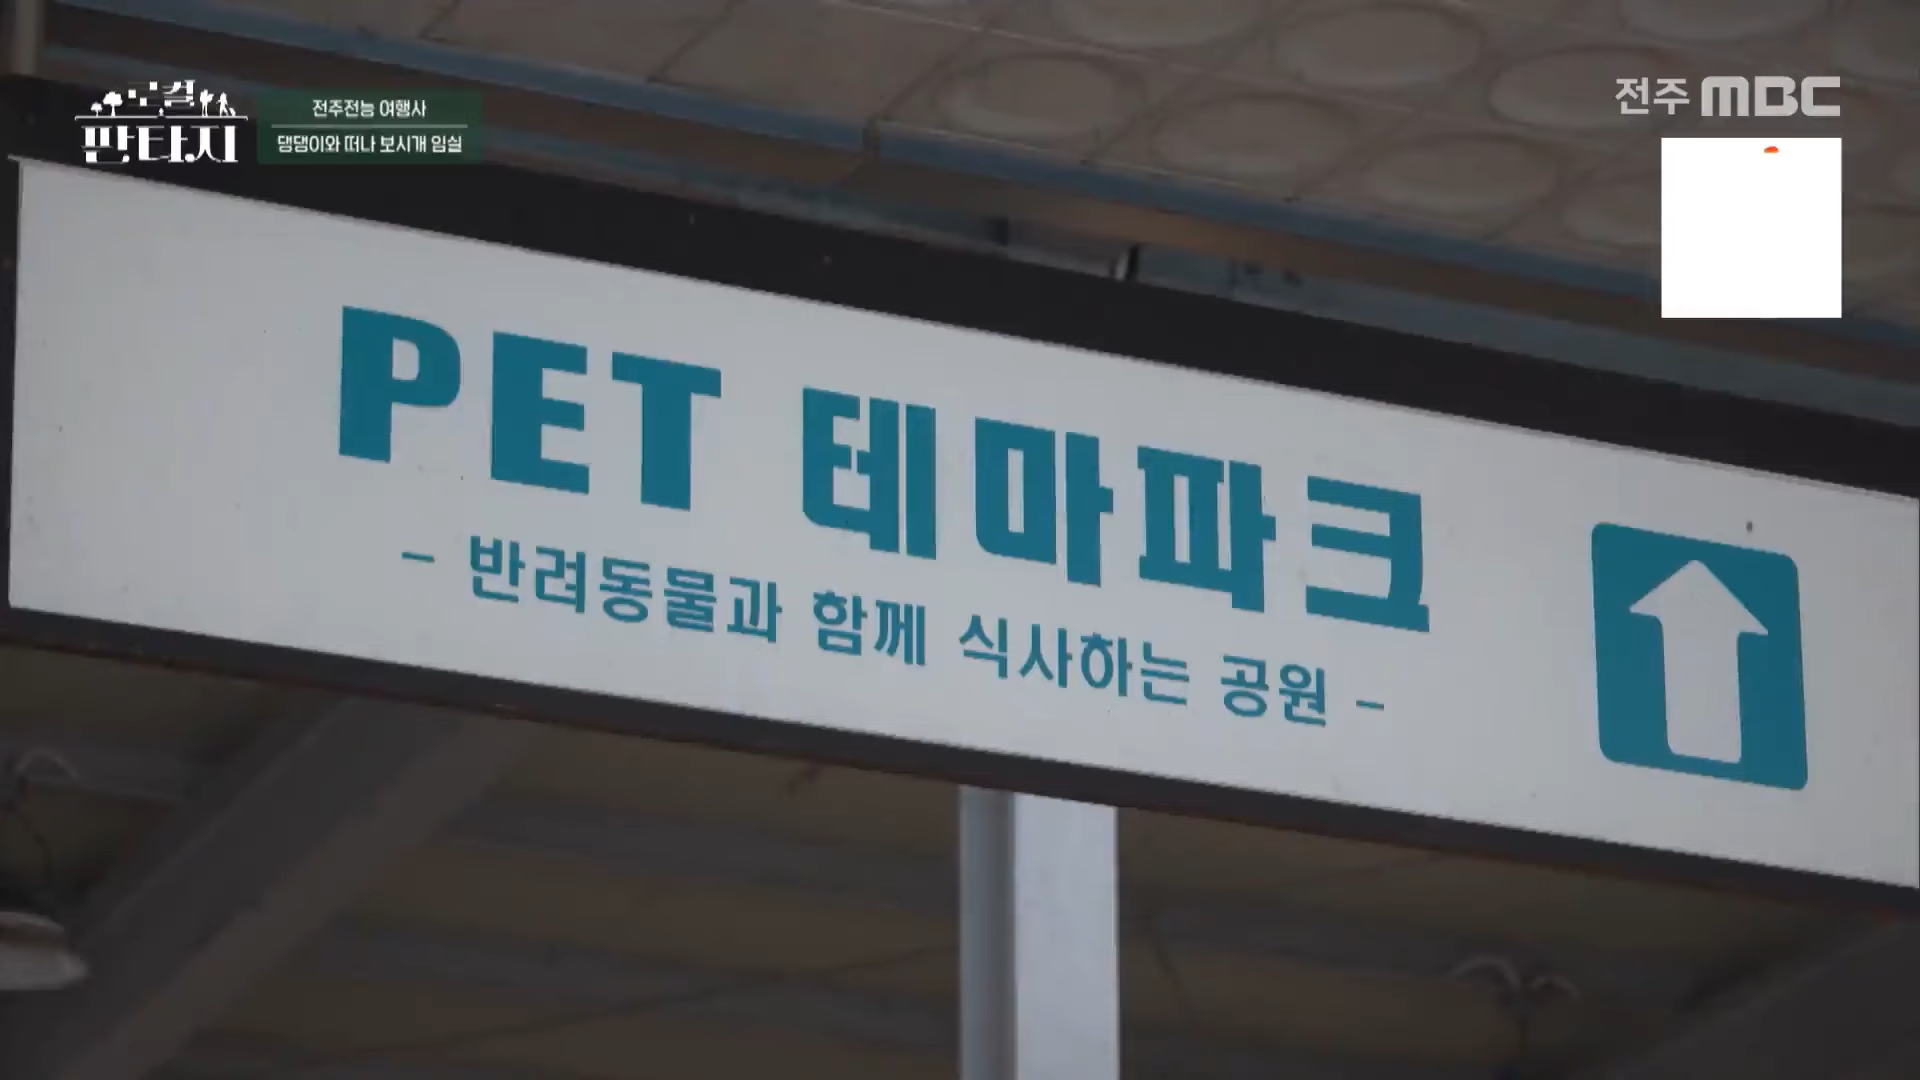 로컬
판타지
전주전능 여행사
댕댕이와 떠나 보시개 임실
전주 MBC
PET 테마파크
- 반려동물과 함께 식사하는 공원 -